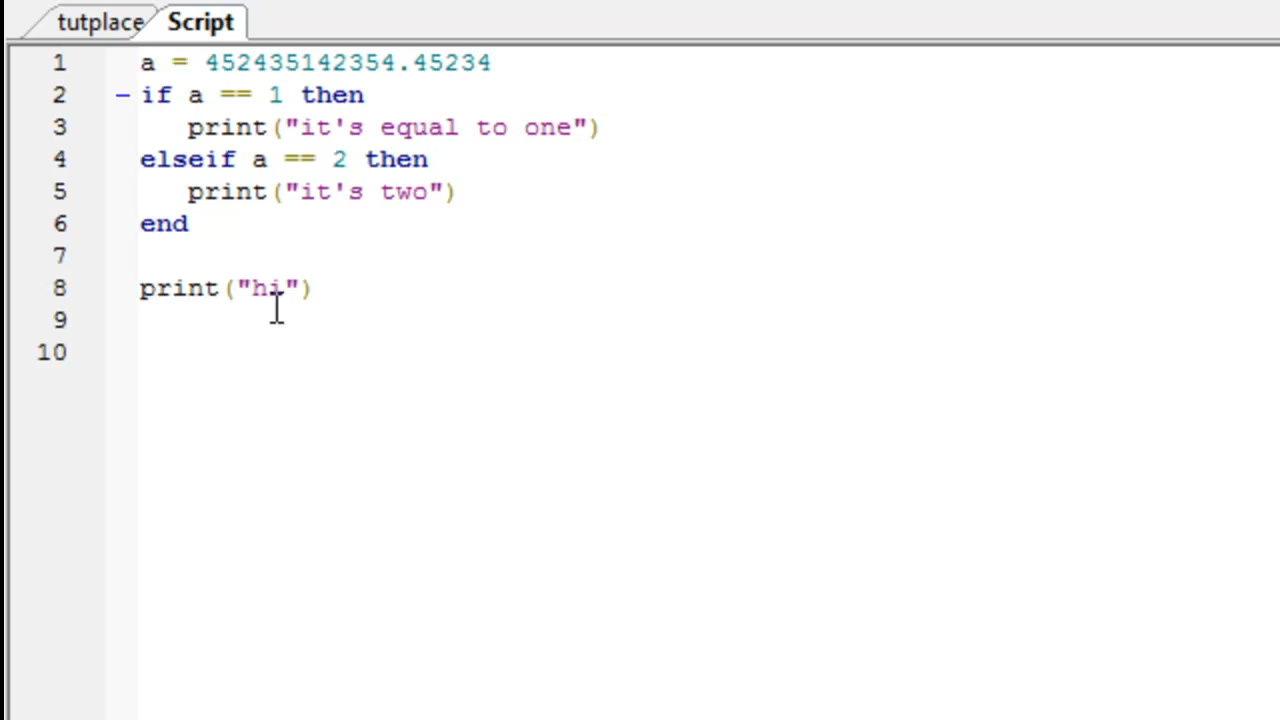 tutplace Script
1 a = 452435142354.45234
2 if a == 1 then
3 print("it's equal to one")
4 elseif a == 2 then
5 print("it's two")
6 end
7
8 print("hi")
9
10